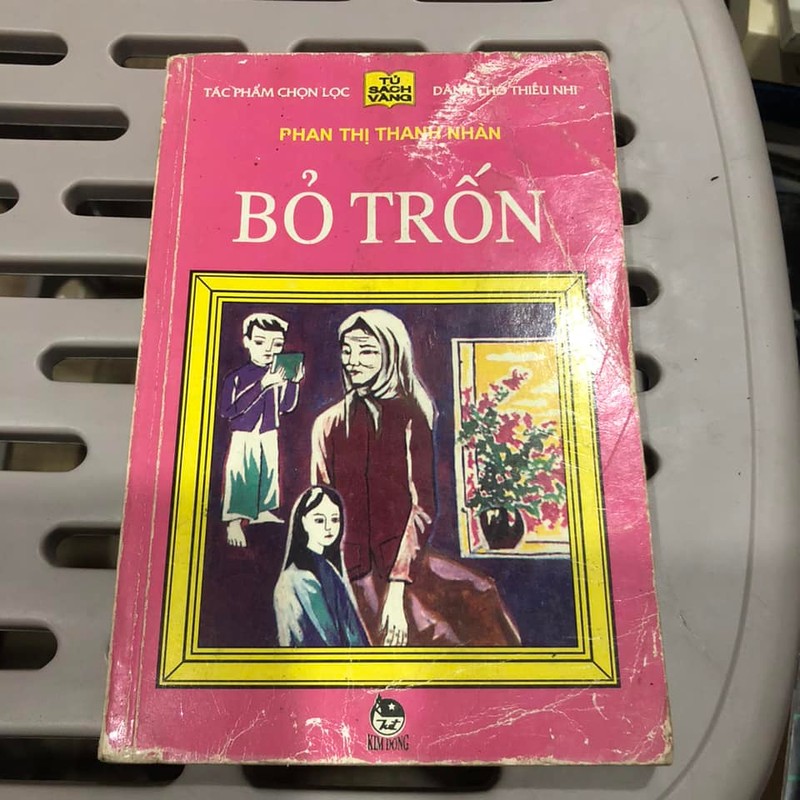 TÁC PHẨM CHỌN LỌC
TỦ
SÁCH
VÀNG
DÀNH CHO THIẾU NHI
PHAN THỊ THANH NHÀN
BỎ TRỐN
KIM ĐỒNG